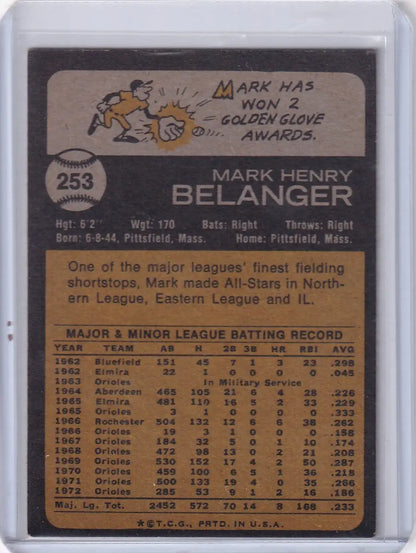 MARK HAS
WON 2
GOLDEN GLOVE
AWARDS.
253
MARK HENRY
BELANGER
Hgt: 6'2" Wgt: 170 Bats: Right Throws: Right
Born: 6-8-44, Pittsfield, Mass. Home: Pittsfield, Mass.
One of the major leagues' finest fielding
shortstops, Mark made All-Stars in North-
ern League, Eastern League and IL.
MAJOR & MINOR LEAGUE BATTING RECORD
YEAR TEAM AB H 2B 3B HR RBI AVG
1962 Bluefield 151 45 7 1 3 23 .298
1962 Elmira 22 1 0 0 0 0 .045
1963 Orioles In Military Service
1964 Aberdeen 465 105 21 6 4 28 .226
1965 Elmira 481 110 16 5 2 33 .229
1965 Orioles 3 1 0 0 0 0 .333
1966 Rochester 504 132 12 6 6 38 .262
1966 Orioles 19 3 1 0 0 0 .158
1967 Orioles 184 32 5 0 1 10 .174
1968 Orioles 472 98 13 0 2 21 .208
1969 Orioles 530 152 17 4 2 50 .287
1970 Orioles 459 100 6 5 1 36 .218
1971 Orioles 500 133 19 4 0 35 .266
1972 Orioles 285 53 9 1 2 16 .186
Maj. Lg. Tot. 2452 572 70 14 8 168 .233
*©T.C.G., PRTD. IN U.S.A.